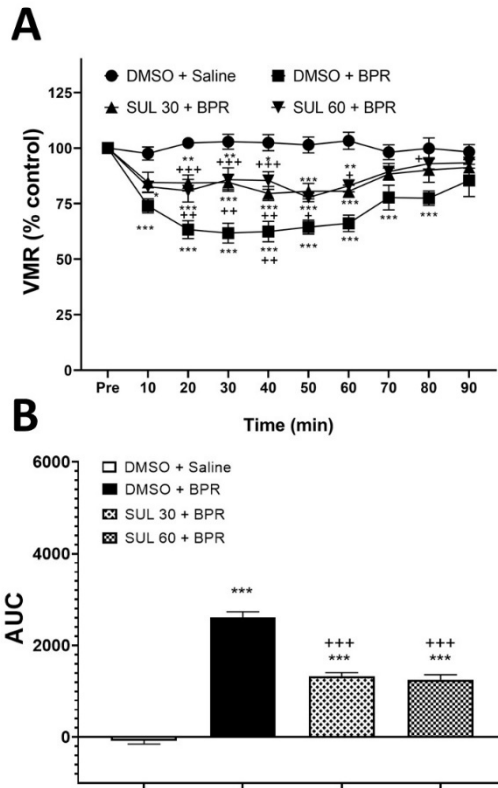 A
DMSO + Saline DMSO + BPR
SUL 30 + BPR SUL 60 + BPR
125
100
75
50
25
0
VMR (% control)
** ** * **
+++ +++ +++ *** + +
* *** *** *** *** ***
++ ++ ++ +
*** *** *** *** *** *** *** ***
++
Pre 10 20 30 40 50 60 70 80 90
Time (min)
B
DMSO + Saline
DMSO + BPR
SUL 30 + BPR
SUL 60 + BPR
6000
4000
2000
0
AUC
***
+++ +++
*** ***